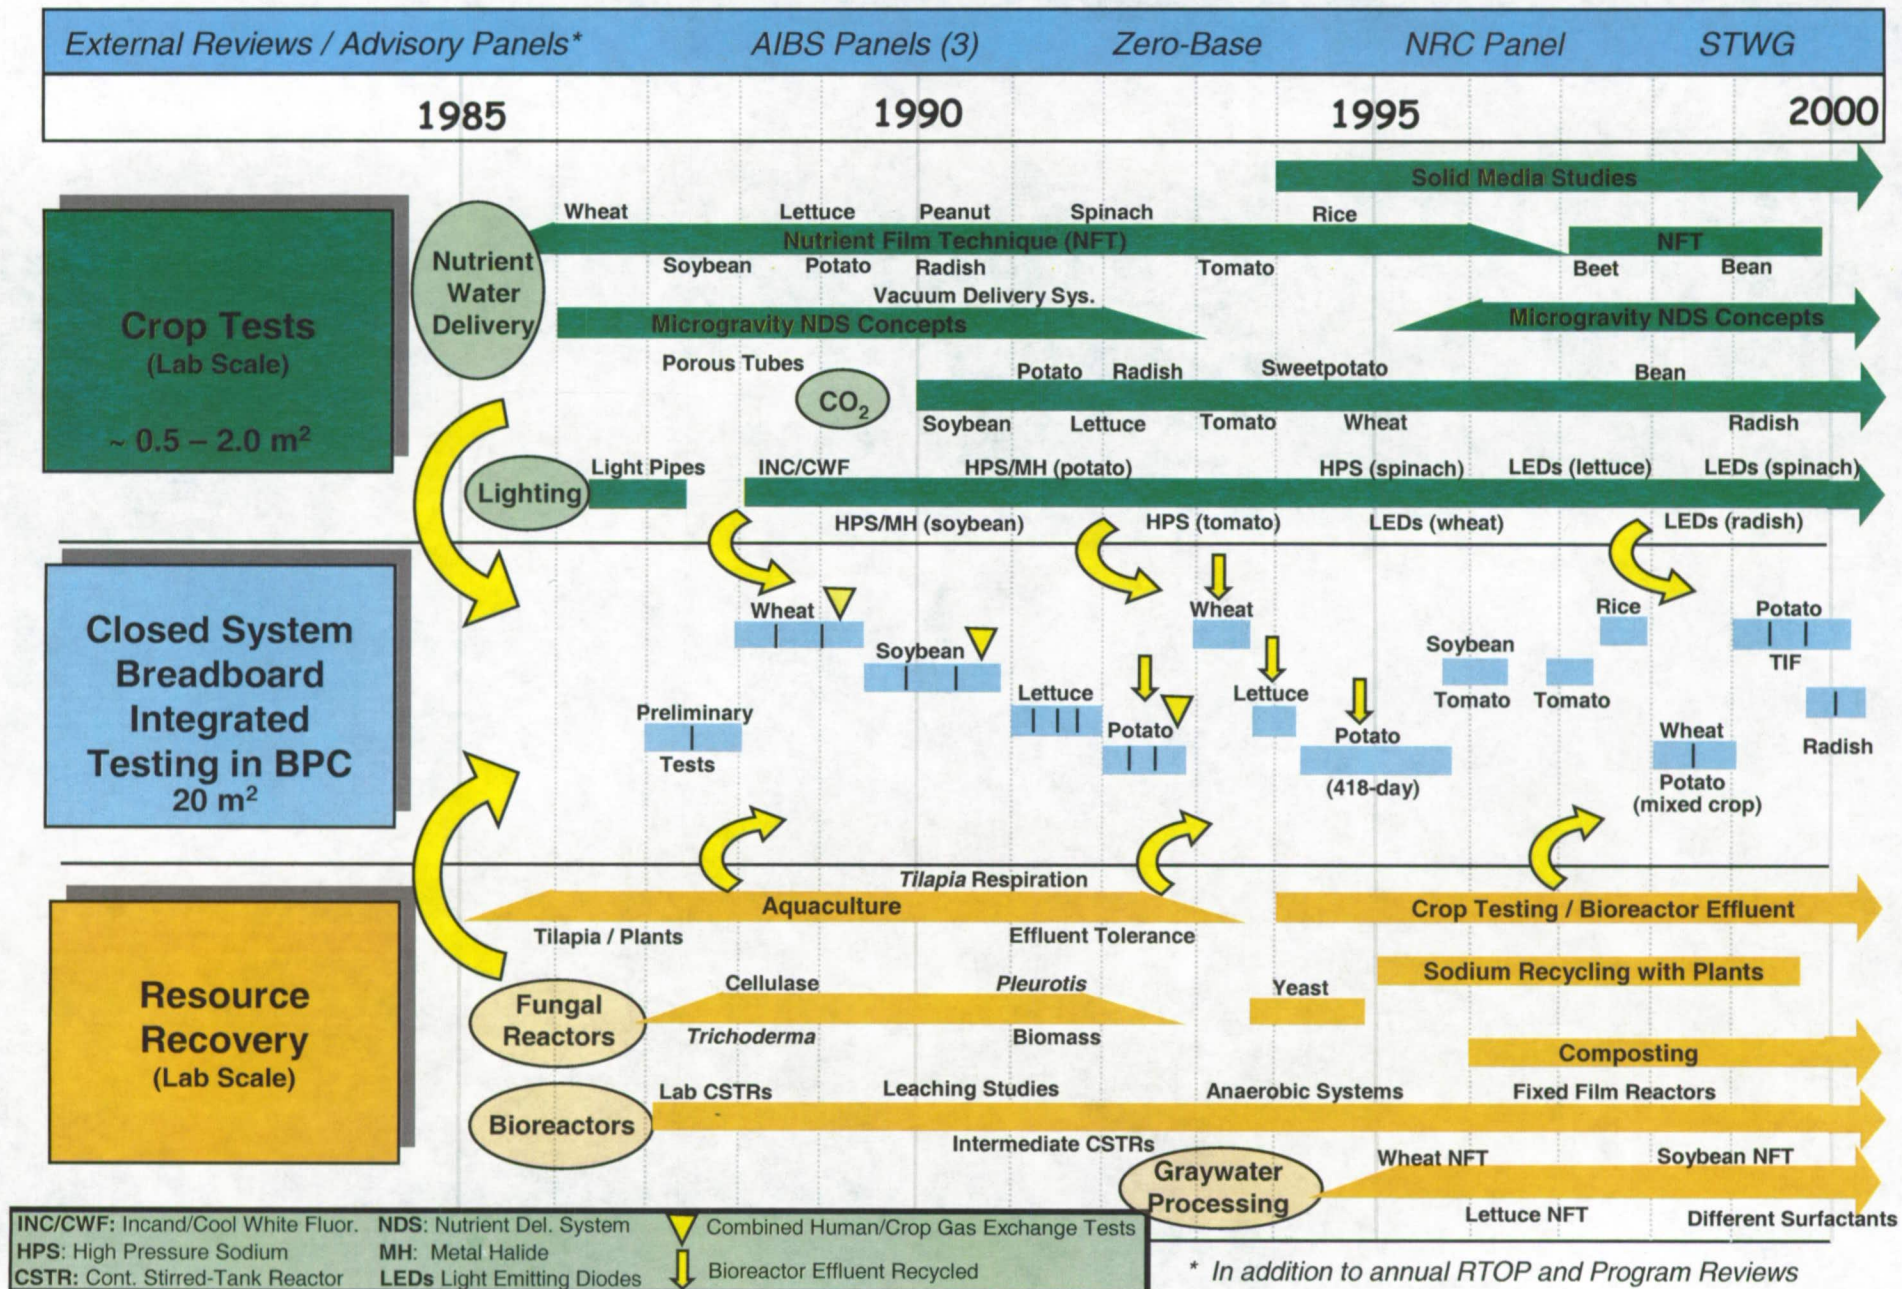 External Reviews / Advisory Panels* AIBS Panels (3) Zero-Base NRC Panel STWG
1985 1990 1995 2000
Solid Media Studies
Wheat Lettuce Peanut Spinach Rice
Nutrient Film Technique (NFT) NFT
Soybean Potato Radish Tomato Beet Bean
Nutrient
Water
Delivery
Vacuum Delivery Sys.
Microgravity NDS Concepts Microgravity NDS Concepts
Porous Tubes
Crop Tests
(Lab Scale)
~ 0.5 – 2.0 m²
CO₂
Potato Radish Sweetpotato Bean
Soybean Lettuce Tomato Wheat Radish
Lighting
Light Pipes INC/CWF HPS/MH (potato) HPS (spinach) LEDs (lettuce) LEDs (spinach)
HPS/MH (soybean) HPS (tomato) LEDs (wheat) LEDs (radish)
Closed System
Breadboard
Integrated
Testing in BPC
20 m²
Preliminary
Tests
Wheat
Soybean
Lettuce
Potato
Wheat
Lettuce
Potato
(418-day)
Soybean
Tomato
Tomato
Rice
Wheat
Potato
(mixed crop)
Potato
TIF
Radish
Resource
Recovery
(Lab Scale)
Tilapia Respiration
Aquaculture
Tilapia / Plants Effluent Tolerance
Crop Testing / Bioreactor Effluent
Sodium Recycling with Plants
Fungal
Reactors
Cellulase Pleurotis
Trichoderma Biomass
Yeast
Composting
Bioreactors
Lab CSTRs Leaching Studies Anaerobic Systems Fixed Film Reactors
Intermediate CSTRs
Graywater
Processing
Wheat NFT Soybean NFT
Lettuce NFT Different Surfactants
INC/CWF: Incand/Cool White Fluor. NDS: Nutrient Del. System Combined Human/Crop Gas Exchange Tests
HPS: High Pressure Sodium MH: Metal Halide
CSTR: Cont. Stirred-Tank Reactor LEDs Light Emitting Diodes Bioreactor Effluent Recycled
* In addition to annual RTOP and Program Reviews